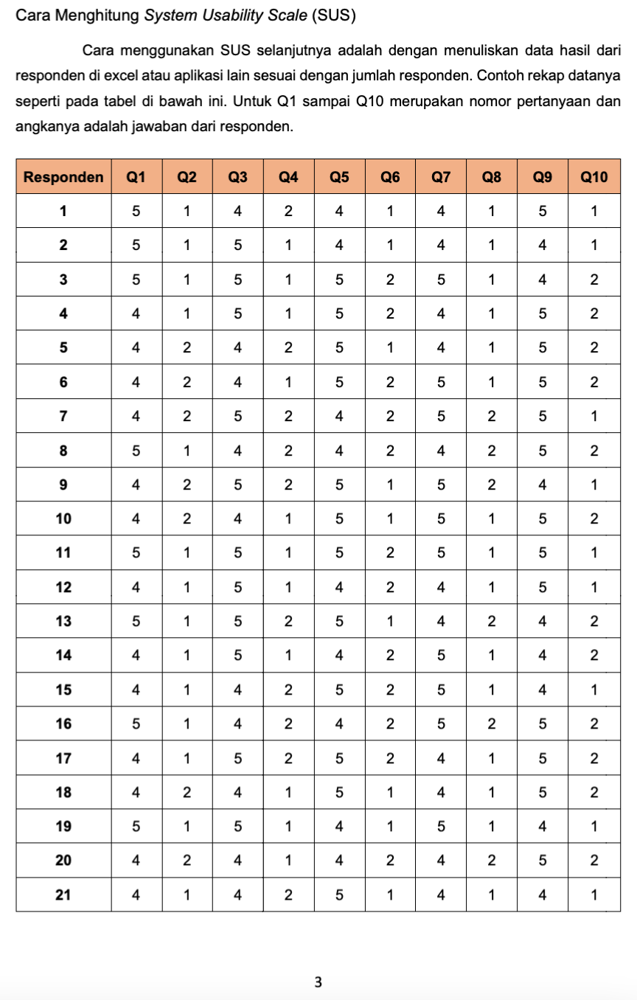 Cara Menghitung System Usability Scale (SUS)
Cara menggunakan SUS selanjutnya adalah dengan menuliskan data hasil dari
responden di excel atau aplikasi lain sesuai dengan jumlah responden. Contoh rekap datanya
seperti pada tabel di bawah ini. Untuk Q1 sampai Q10 merupakan nomor pertanyaan dan
angkanya adalah jawaban dari responden.
Responden Q1 Q2 Q3 Q4 Q5 Q6 Q7 Q8 Q9 Q10
1 5 1 4 2 4 1 4 1 5 1
2 5 1 5 1 4 1 4 1 4 1
3 5 1 5 1 5 2 5 1 4 2
4 4 1 5 1 5 2 4 1 5 2
5 4 2 4 2 5 1 4 1 5 2
6 4 2 4 1 5 2 5 1 5 2
7 4 2 5 2 4 2 5 2 5 1
8 5 1 4 2 4 2 4 2 5 2
9 4 2 5 2 5 1 5 2 4 1
10 4 2 4 1 5 1 5 1 5 2
11 5 1 5 1 5 2 5 1 5 1
12 4 1 5 1 4 2 4 1 5 1
13 5 1 5 2 5 1 4 2 4 2
14 4 1 5 1 4 2 5 1 4 2
15 4 1 4 2 5 2 5 1 4 1
16 5 1 4 2 4 2 5 2 5 2
17 4 1 5 2 5 2 4 1 5 2
18 4 2 4 1 5 1 4 1 5 2
19 5 1 5 1 4 1 5 1 4 1
20 4 2 4 1 4 2 4 2 5 2
21 4 1 4 2 5 1 4 1 4 1
3